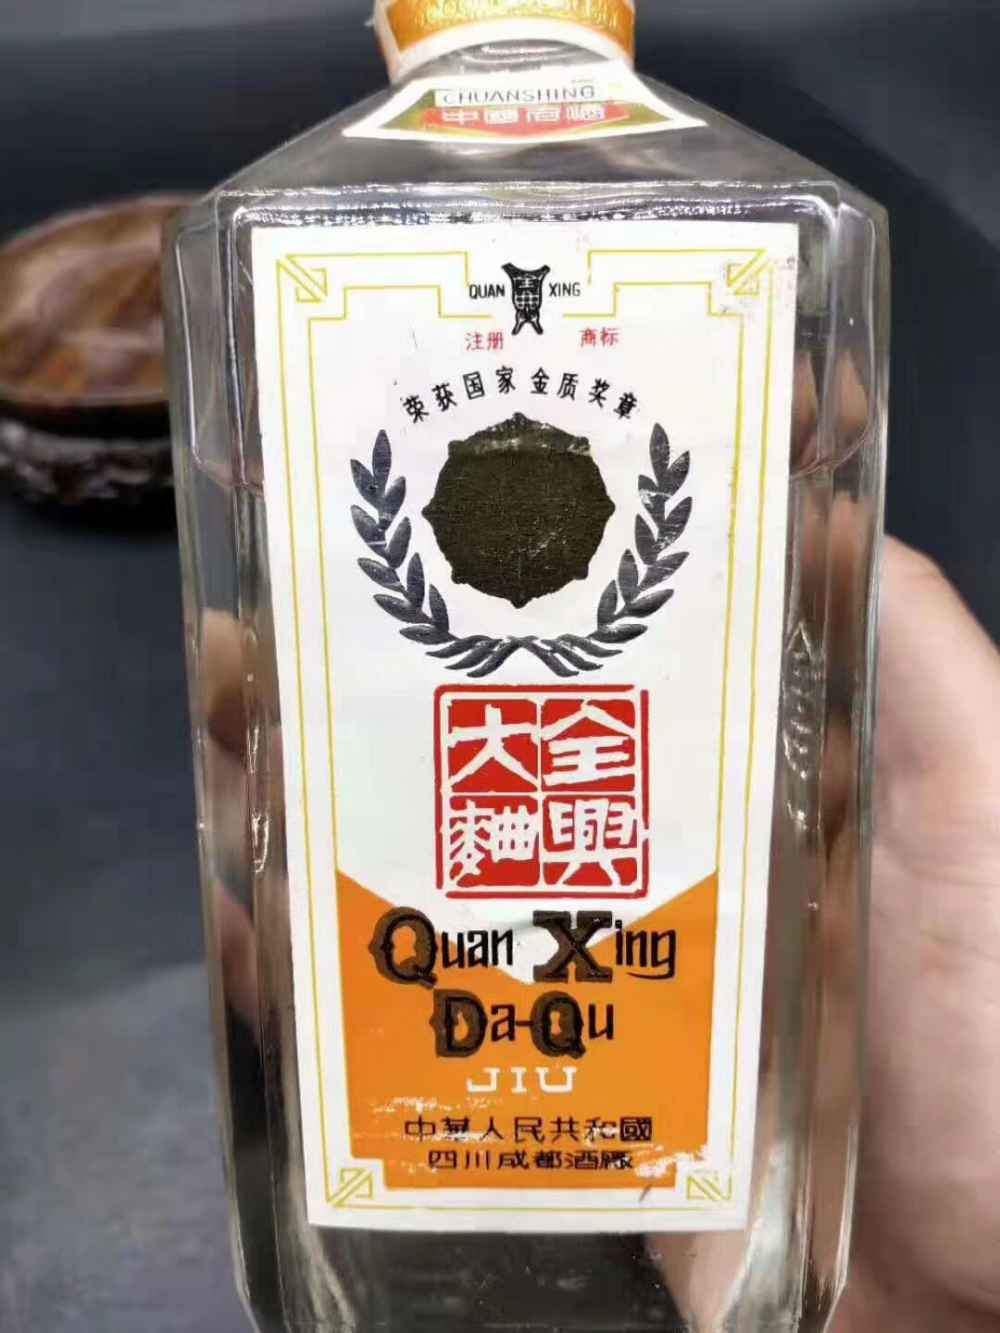 CHUANSHING
中國名酒
QUAN XING
注册 商标
荣获国家金质奖章
全興
大麯
Quan Xing
Da-Qu
JIU
中華人民共和國
四川成都酒厰